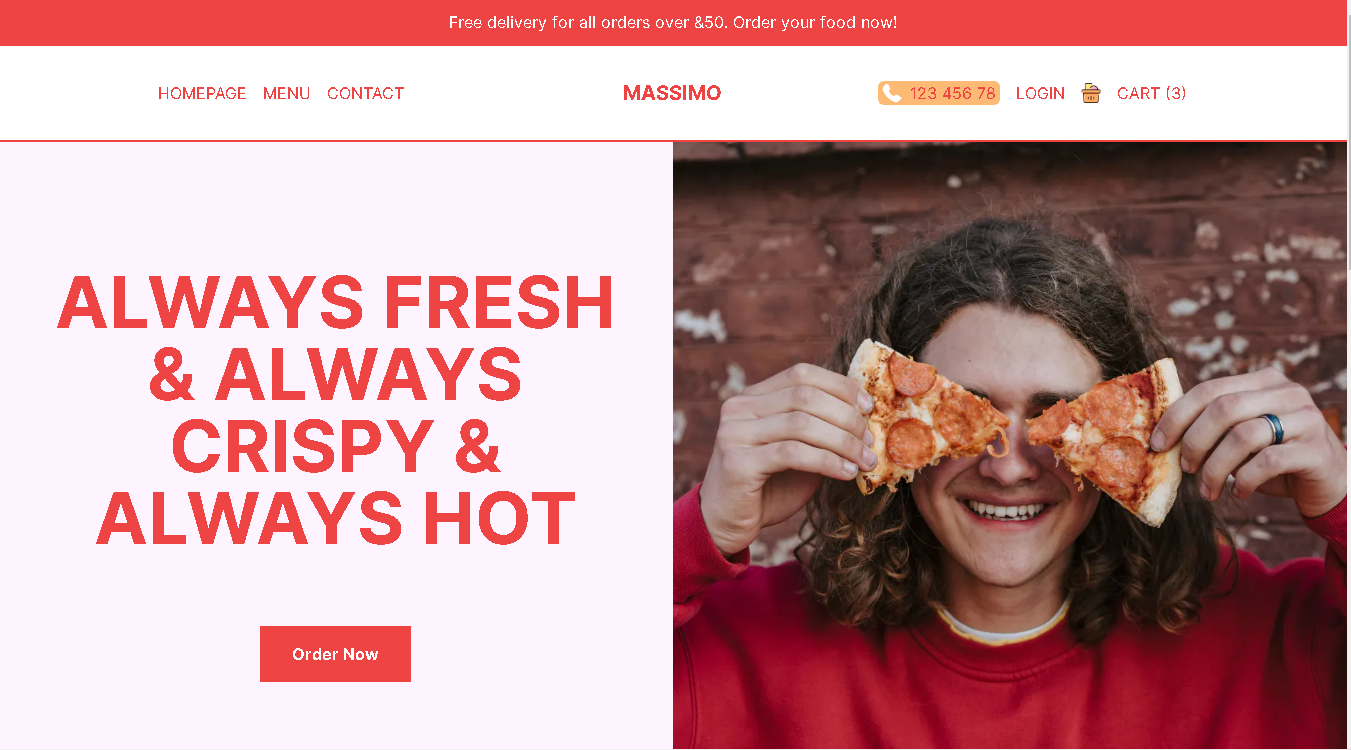 Free delivery for all orders over &50. Order your food now!
HOMEPAGE MENU CONTACT MASSIMO 123 456 78 LOGIN CART (3)
ALWAYS FRESH
& ALWAYS
CRISPY &
ALWAYS HOT
Order Now